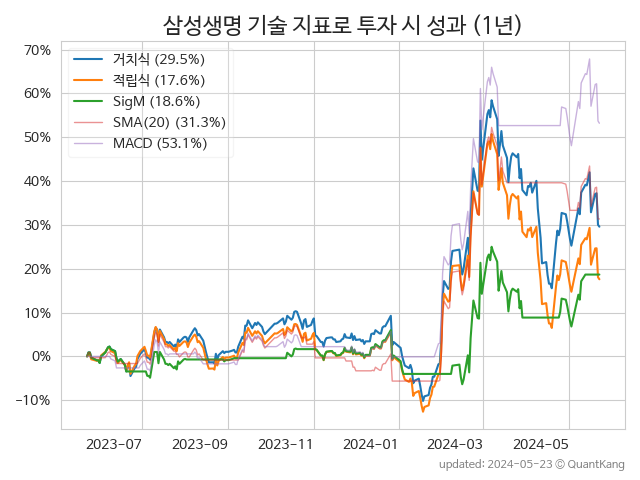 삼성생명 기술 지표로 투자 시 성과 (1년)
70%
60%
50%
40%
30%
20%
10%
0%
−10%
거치식 (29.5%)
적립식 (17.6%)
SigM (18.6%)
SMA(20) (31.3%)
MACD (53.1%)
2023-07 2023-09 2023-11 2024-01 2024-03 2024-05
updated: 2024-05-23 © QuantKang